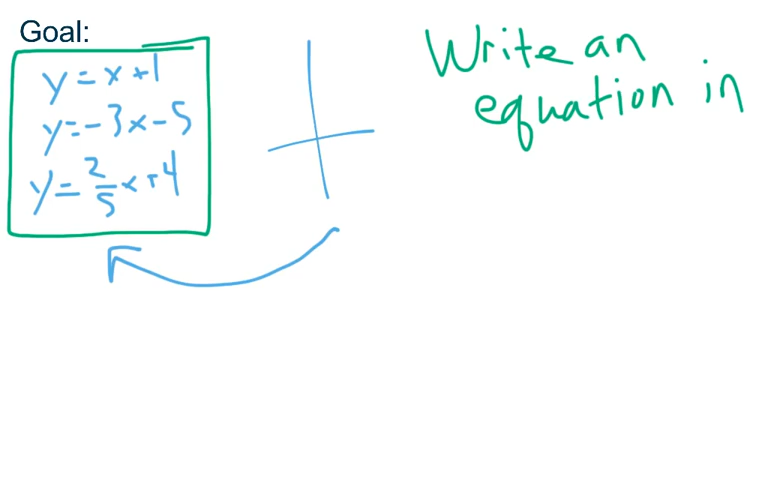 Goal:
y = x + 1
y = -3x - 5
y = 2/5 x + 4
Write an
equation in